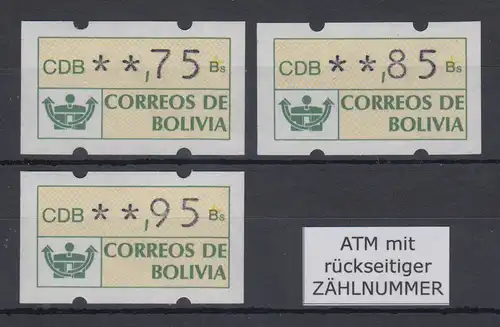 CDB **,75 Bs
CORREOS DE
BOLIVIA
CDB **,85 Bs
CORREOS DE
BOLIVIA
CDB **,95 Bs
CORREOS DE
BOLIVIA
ATM mit
rückseitiger
ZÄHLNUMMER